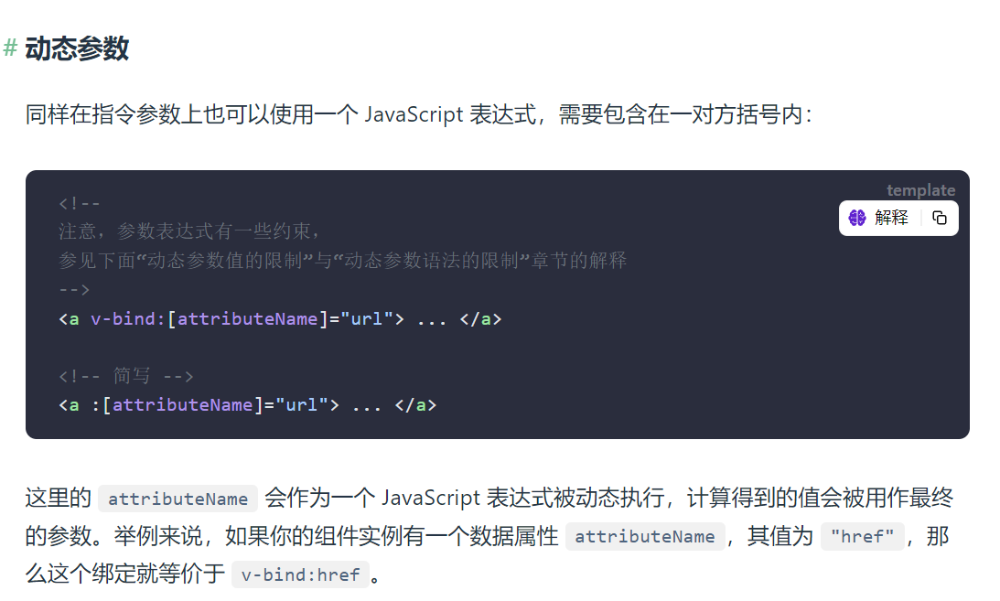 # 动态参数
同样在指令参数上也可以使用一个 JavaScript 表达式，需要包含在一对方括号内：
template
<!--
解释
注意，参数表达式有一些约束，
参见下面“动态参数值的限制”与“动态参数语法的限制”章节的解释
-->
<a v-bind:[attributeName]="url"> ... </a>
<!-- 简写 -->
<a :[attributeName]="url"> ... </a>
这里的 attributeName 会作为一个 JavaScript 表达式被动态执行，计算得到的值会被用作最终
的参数。举例来说，如果你的组件实例有一个数据属性 attributeName，其值为 "href"，那
么这个绑定就等价于 v-bind:href。